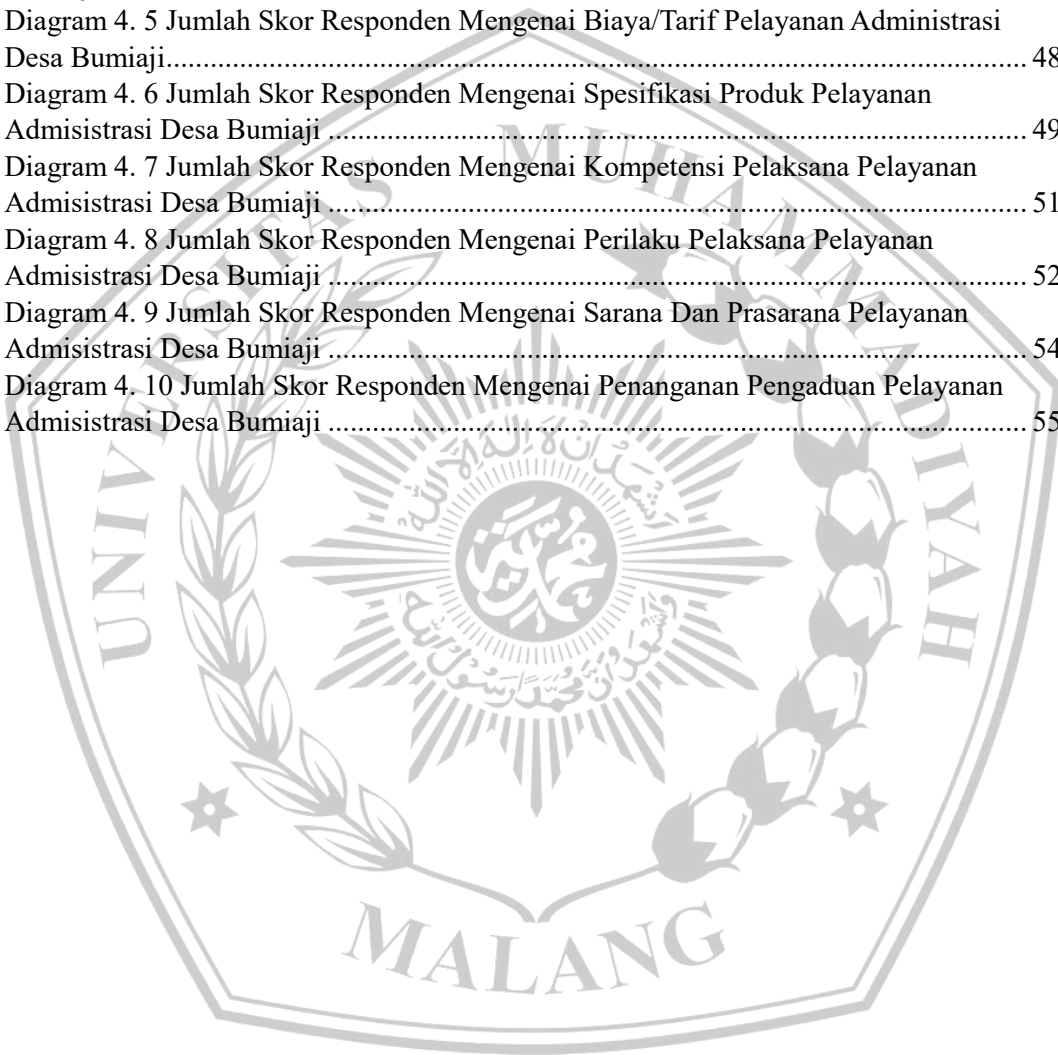 Diagram 4. 5 Jumlah Skor Responden Mengenai Biaya/Tarif Pelayanan Administrasi
Desa Bumiaji.......................................................................................................... 48
Diagram 4. 6 Jumlah Skor Responden Mengenai Spesifikasi Produk Pelayanan
Admisistrasi Desa Bumiaji ..................................................................................... 49
Diagram 4. 7 Jumlah Skor Responden Mengenai Kompetensi Pelaksana Pelayanan
Admisistrasi Desa Bumiaji ..................................................................................... 51
Diagram 4. 8 Jumlah Skor Responden Mengenai Perilaku Pelaksana Pelayanan
Admisistrasi Desa Bumiaji ..................................................................................... 52
Diagram 4. 9 Jumlah Skor Responden Mengenai Sarana Dan Prasarana Pelayanan
Admisistrasi Desa Bumiaji ..................................................................................... 54
Diagram 4. 10 Jumlah Skor Responden Mengenai Penanganan Pengaduan Pelayanan
Admisistrasi Desa Bumiaji ..................................................................................... 55
UNIVERSITAS MUHAMMADIYAH
MALANG